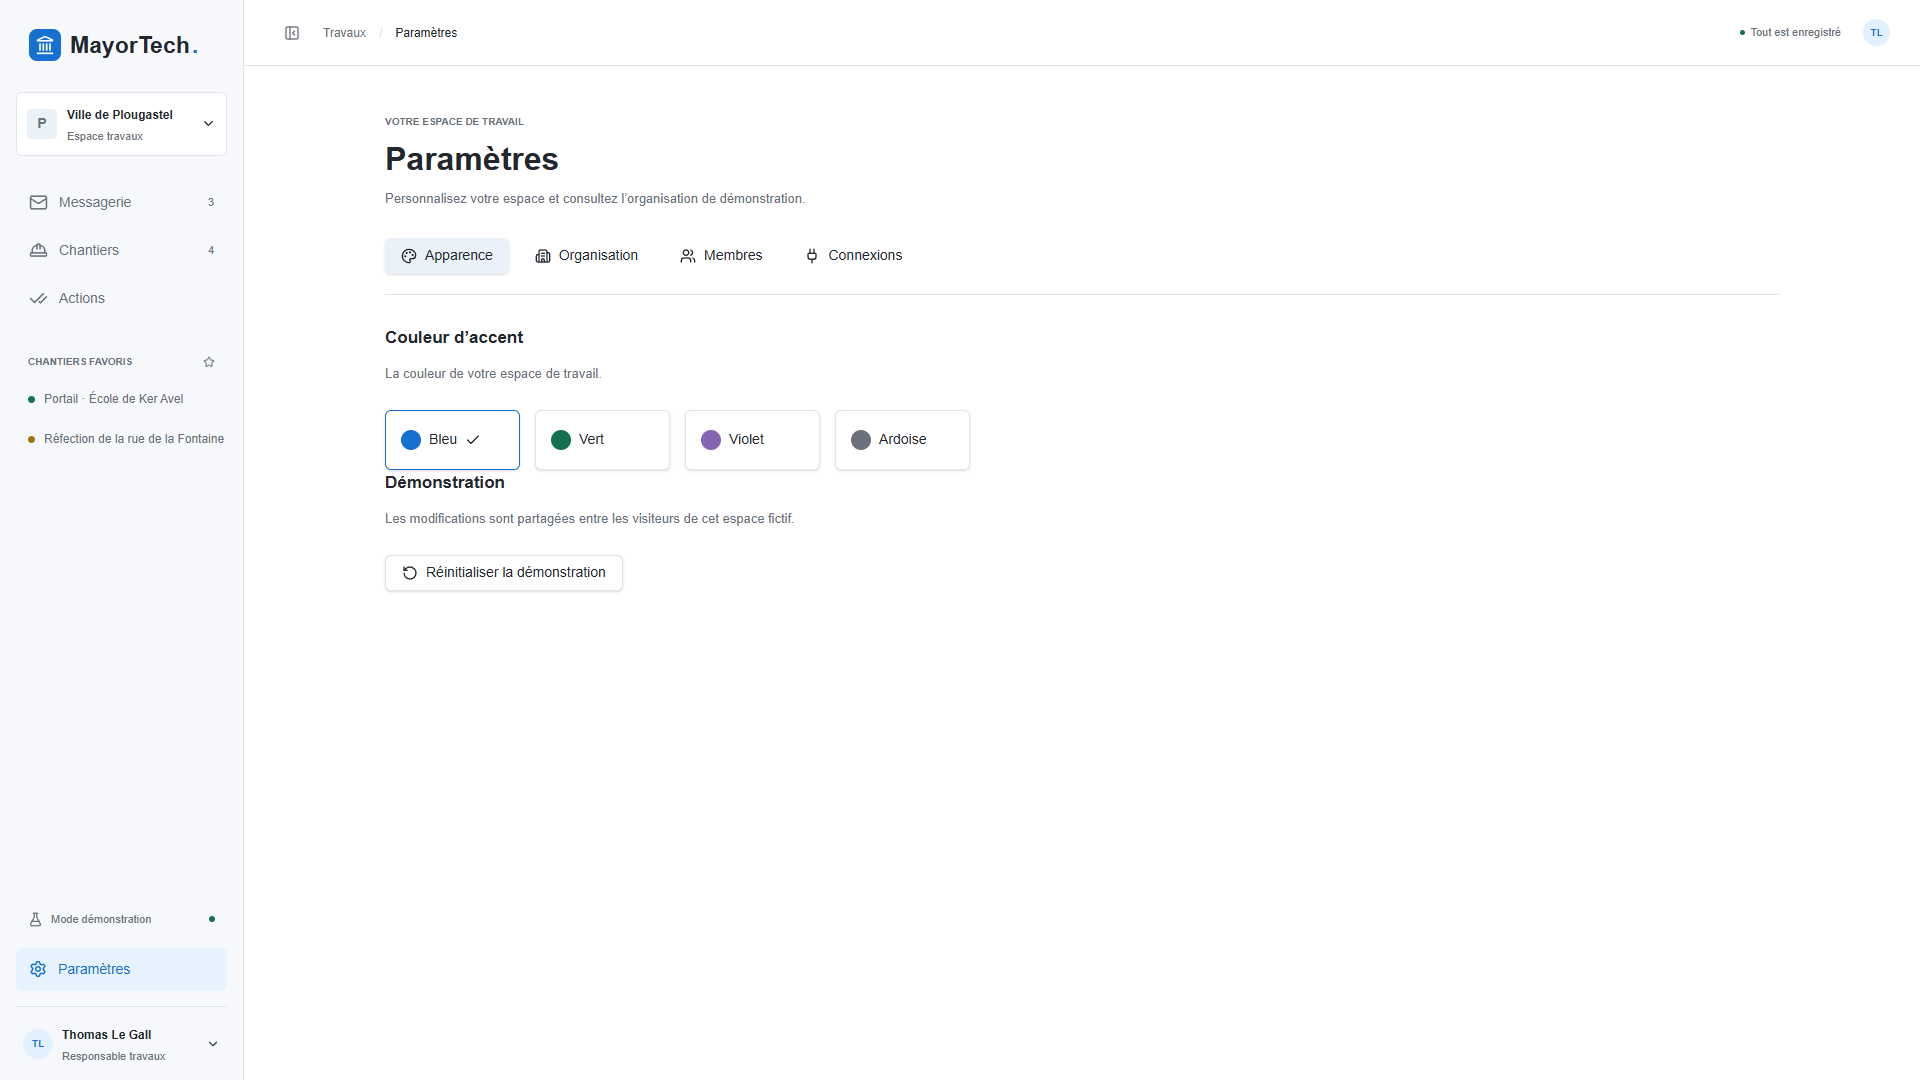 MayorTech.
Travaux / Paramètres
Tout est enregistré
TL
P
Ville de Plougastel
Espace travaux
Messagerie 3
Chantiers 4
Actions
CHANTIERS FAVORIS
Portail · École de Ker Avel
Réfection de la rue de la Fontaine
Mode démonstration
Paramètres
TL
Thomas Le Gall
Responsable travaux
VOTRE ESPACE DE TRAVAIL
Paramètres
Personnalisez votre espace et consultez l’organisation de démonstration.
Apparence Organisation Membres Connexions
Couleur d’accent
La couleur de votre espace de travail.
Bleu Vert Violet Ardoise
Démonstration
Les modifications sont partagées entre les visiteurs de cet espace fictif.
Réinitialiser la démonstration